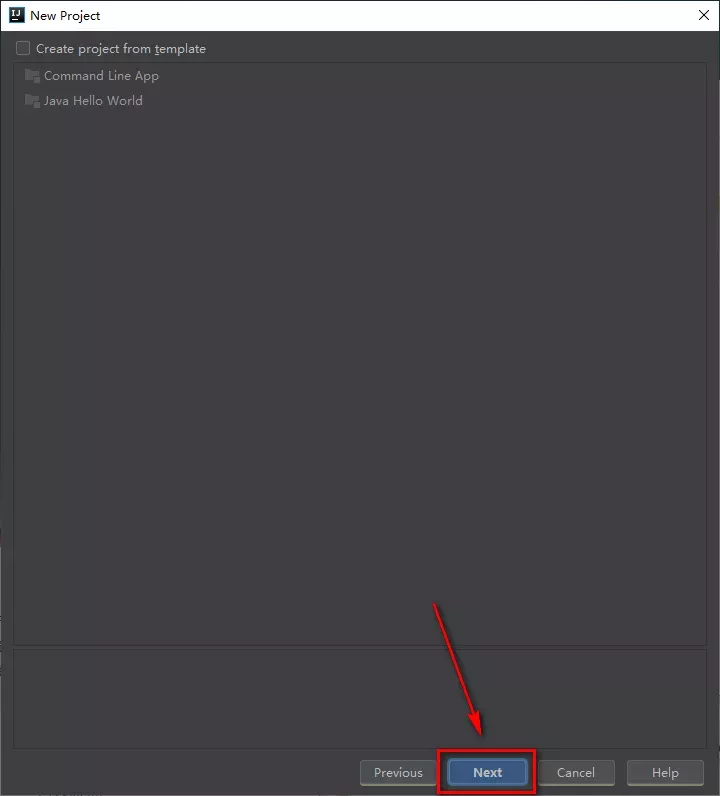 New Project
Create project from template
Command Line App
Java Hello World
Previous Next Cancel Help